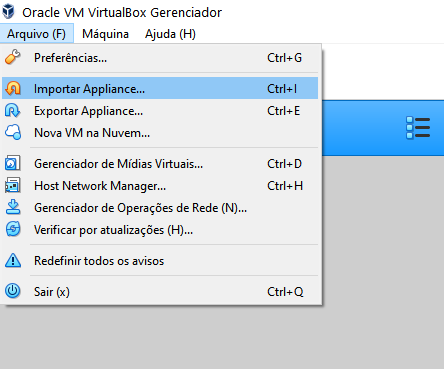 Oracle VM VirtualBox Gerenciador
Arquivo (F) Máquina Ajuda (H)
Preferências... Ctrl+G
Importar Appliance... Ctrl+I
Exportar Appliance... Ctrl+E
Nova VM na Nuvem...
Gerenciador de Mídias Virtuais... Ctrl+D
Host Network Manager... Ctrl+H
Gerenciador de Operações de Rede (N)...
Verificar por atualizações (H)...
Redefinir todos os avisos
Sair (x) Ctrl+Q